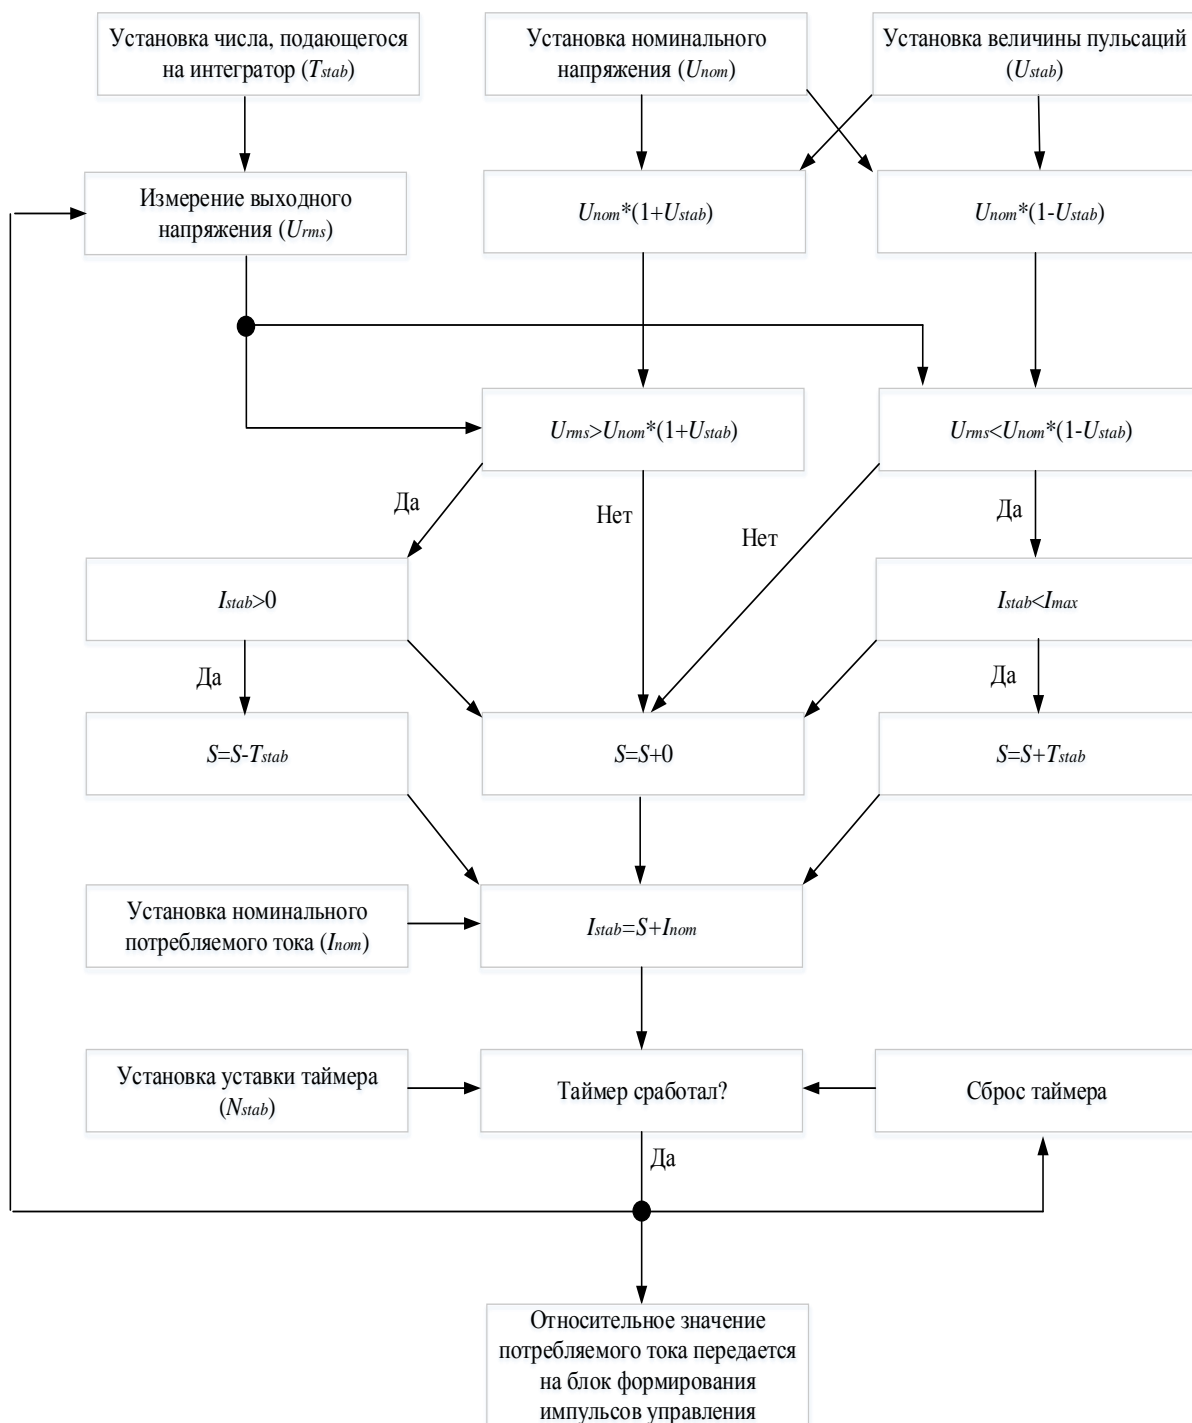 Установка числа, подающегося
на интегратор (Tstab)
Установка номинального
напряжения (Unom)
Установка величины пульсаций
(Ustab)
Измерение выходного
напряжения (Urms)
Unom*(1+Ustab)
Unom*(1-Ustab)
Urms>Unom*(1+Ustab)
Urms<Unom*(1-Ustab)
Да
Нет
Нет
Да
Istab>0
Istab<Imax
Да
Да
S=S-Tstab
S=S+0
S=S+Tstab
Установка номинального
потребляемого тока (Inom)
Istab=S+Inom
Установка уставки таймера
(Nstab)
Таймер сработал?
Сброс таймера
Да
Относительное значение
потребляемого тока передается
на блок формирования
импульсов управления